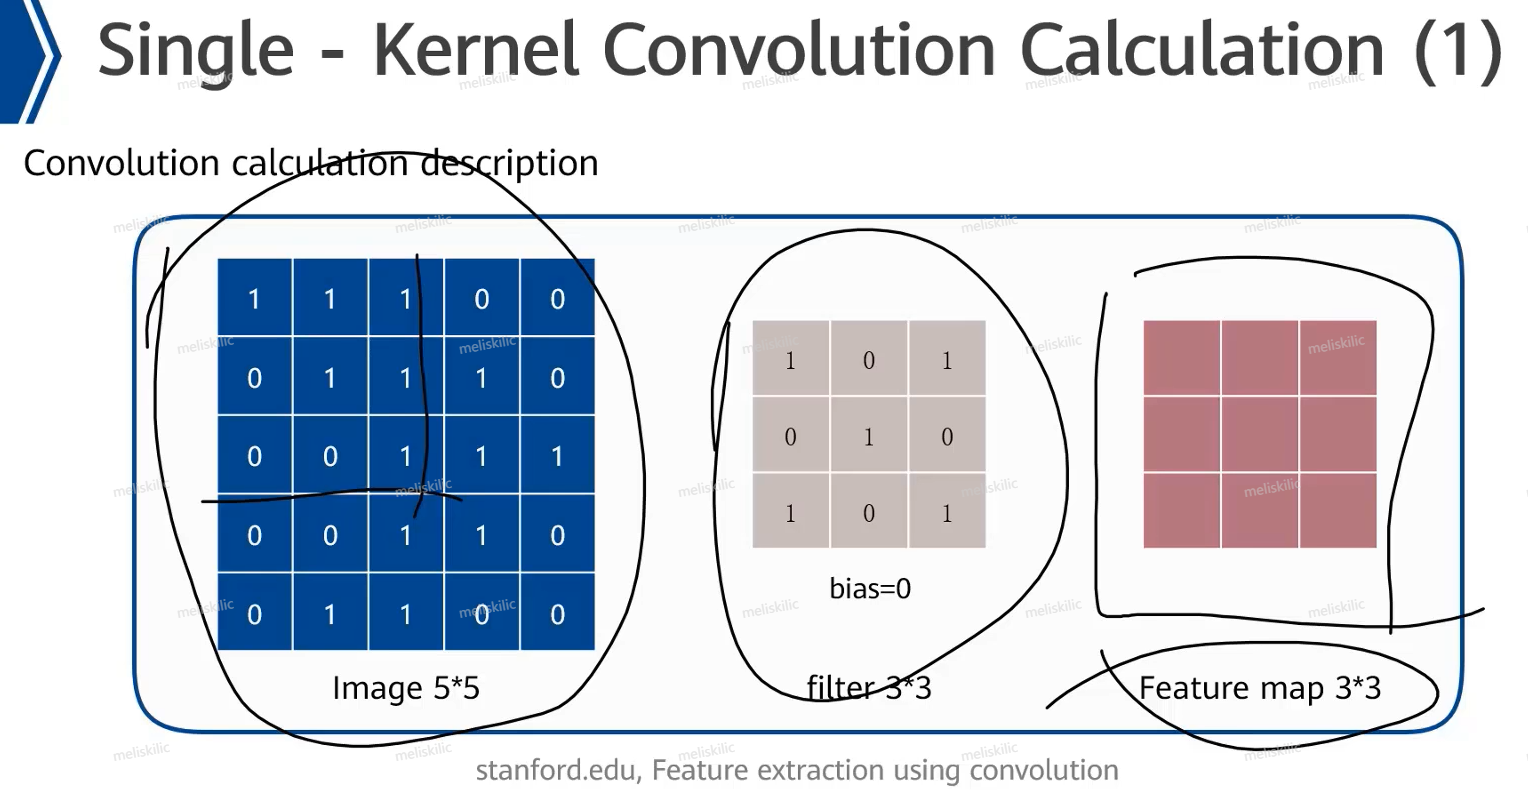 Single - Kernel Convolution Calculation (1)
Convolution calculation description
1 1 1 0 0
0 1 1 1 0
0 0 1 1 1
0 0 1 1 0
0 1 1 0 0
Image 5*5
1 0 1
0 1 0
1 0 1
bias=0
filter 3*3
Feature map 3*3
stanford.edu, Feature extraction using convolution
meliskilic